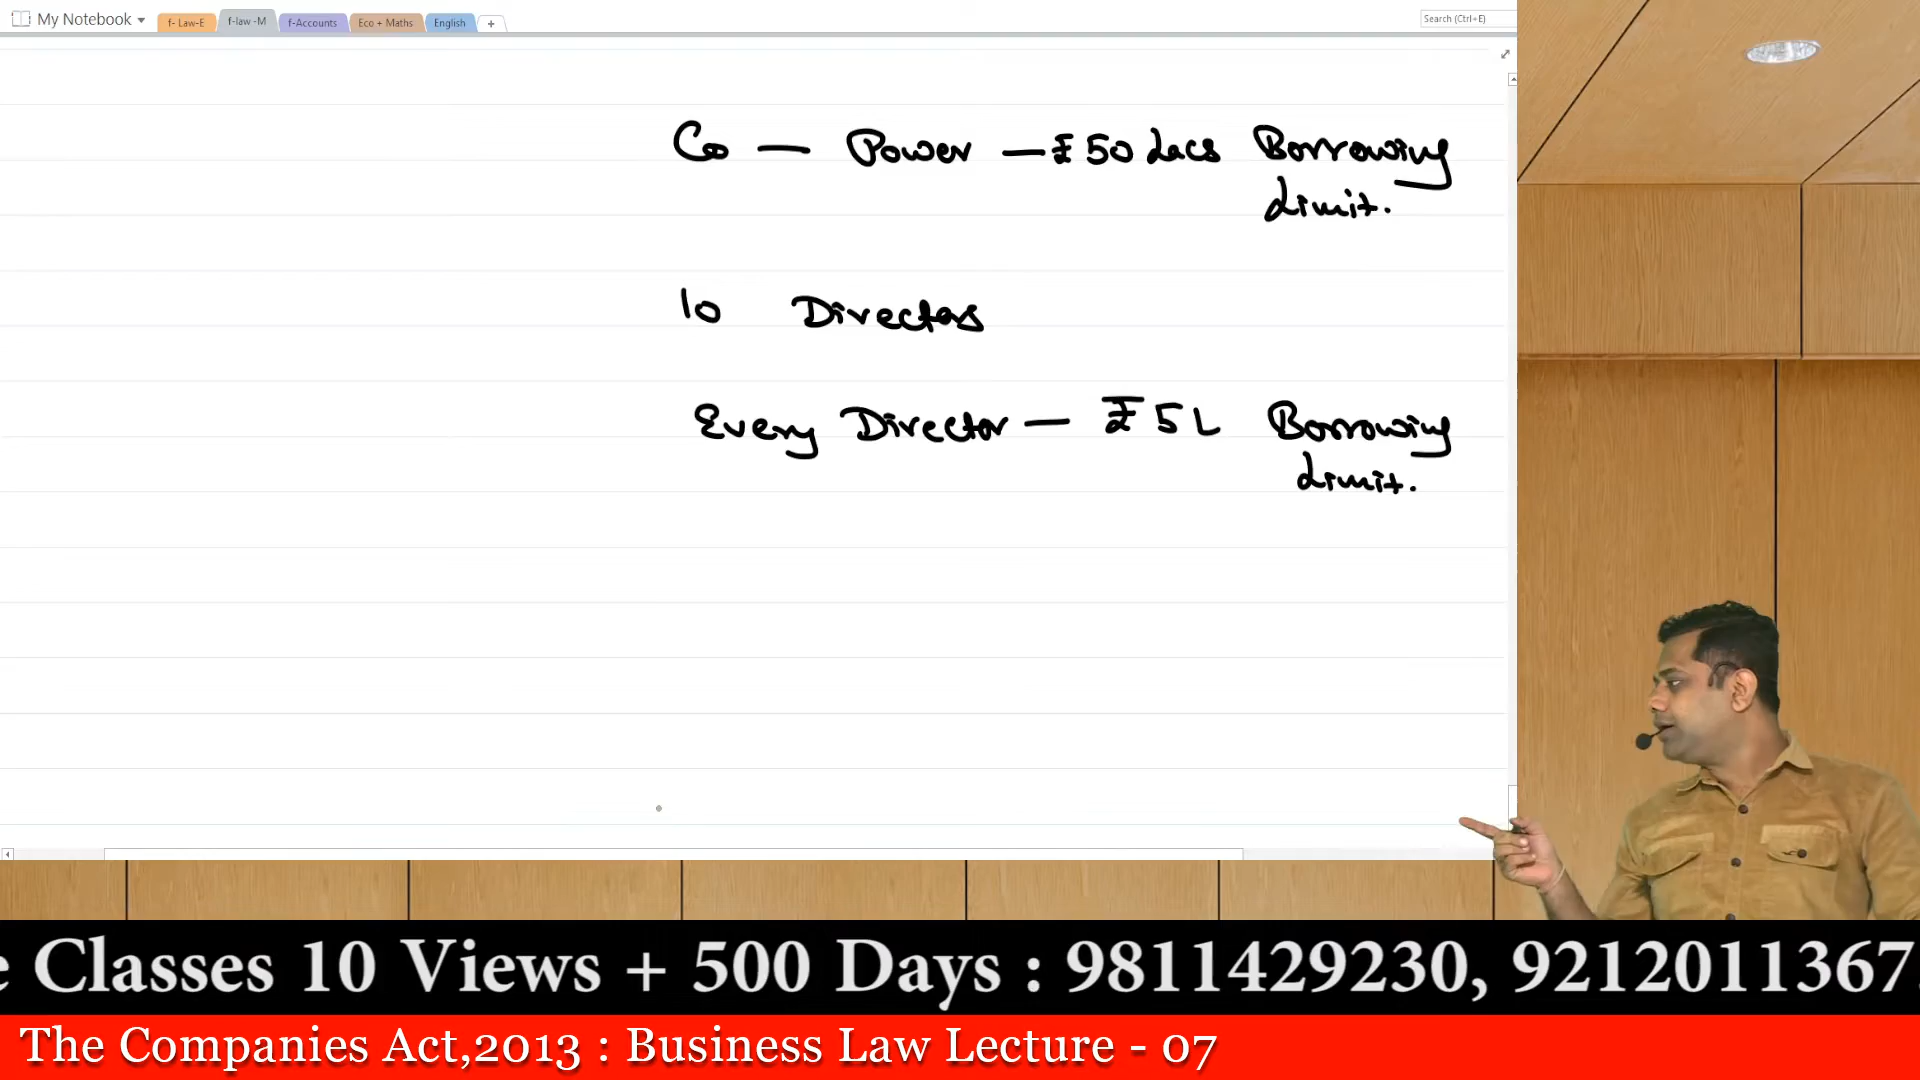 My Notebook
f- Law-E
f-law -M
f-Accounts
Eco + Maths
English
+
Search (Ctrl+E)
Co — Power — ₹ 50 Lacs Borrowing
Limit.
10 Directors
Every Director — ₹ 5 L Borrowing
Limit.
e Classes 10 Views + 500 Days : 9811429230, 9212011367
The Companies Act,2013 : Business Law Lecture - 07